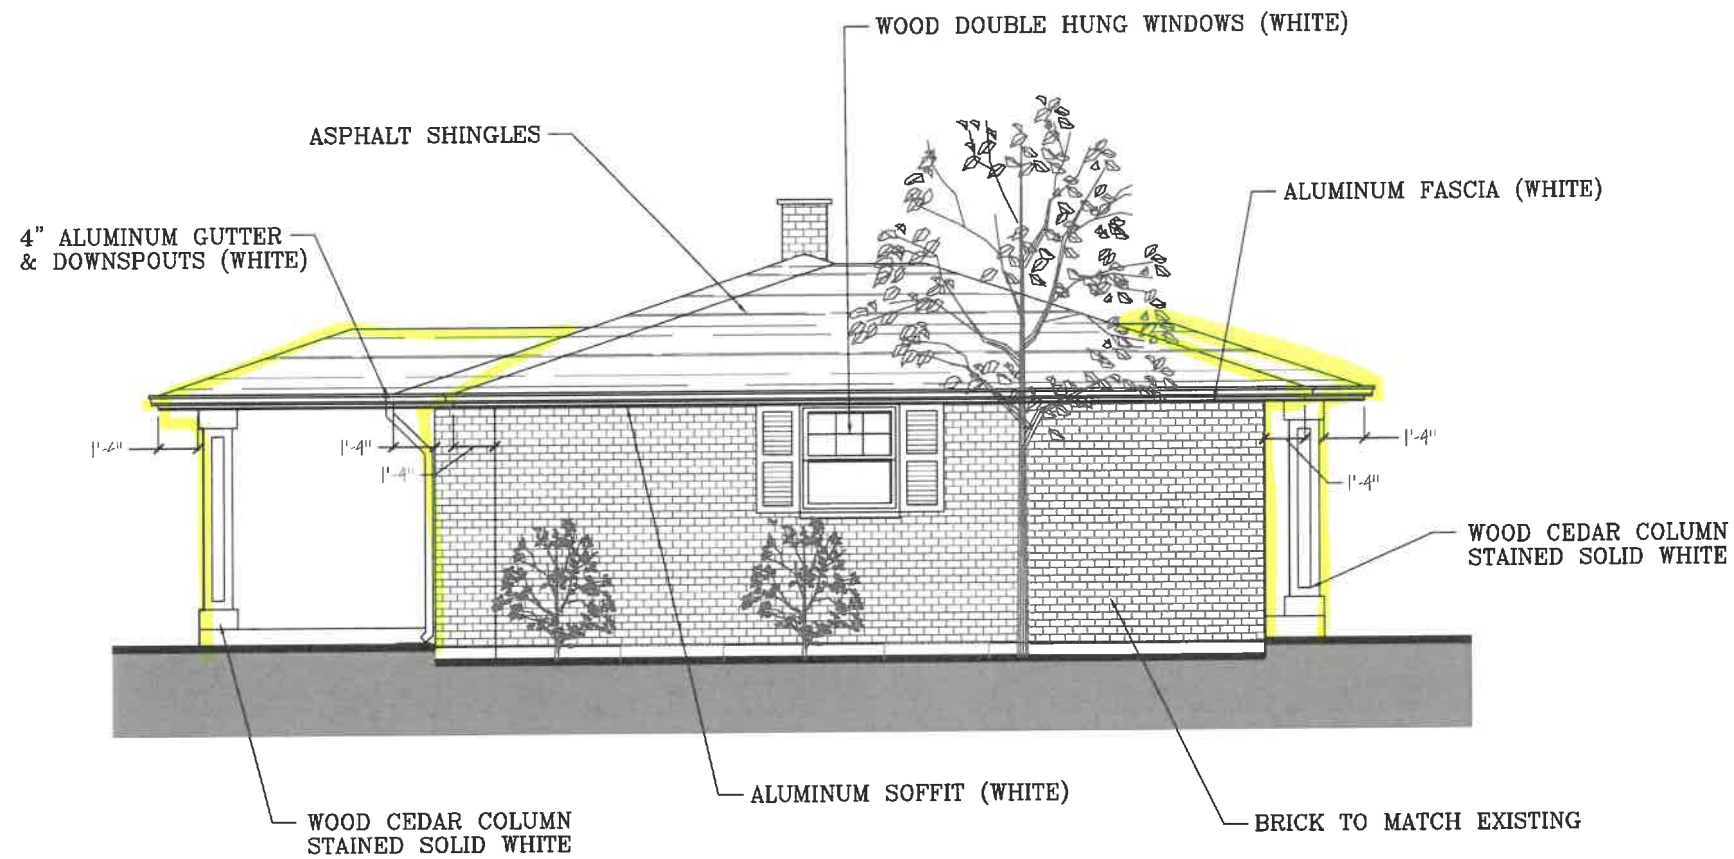 WOOD DOUBLE HUNG WINDOWS (WHITE)
ASPHALT SHINGLES
ALUMINUM FASCIA (WHITE)
4" ALUMINUM GUTTER
& DOWNSPOUTS (WHITE)
1'-4"
1'-4"
1'-4"
1'-4"
1'-4"
WOOD CEDAR COLUMN
STAINED SOLID WHITE
ALUMINUM SOFFIT (WHITE)
WOOD CEDAR COLUMN
STAINED SOLID WHITE
BRICK TO MATCH EXISTING